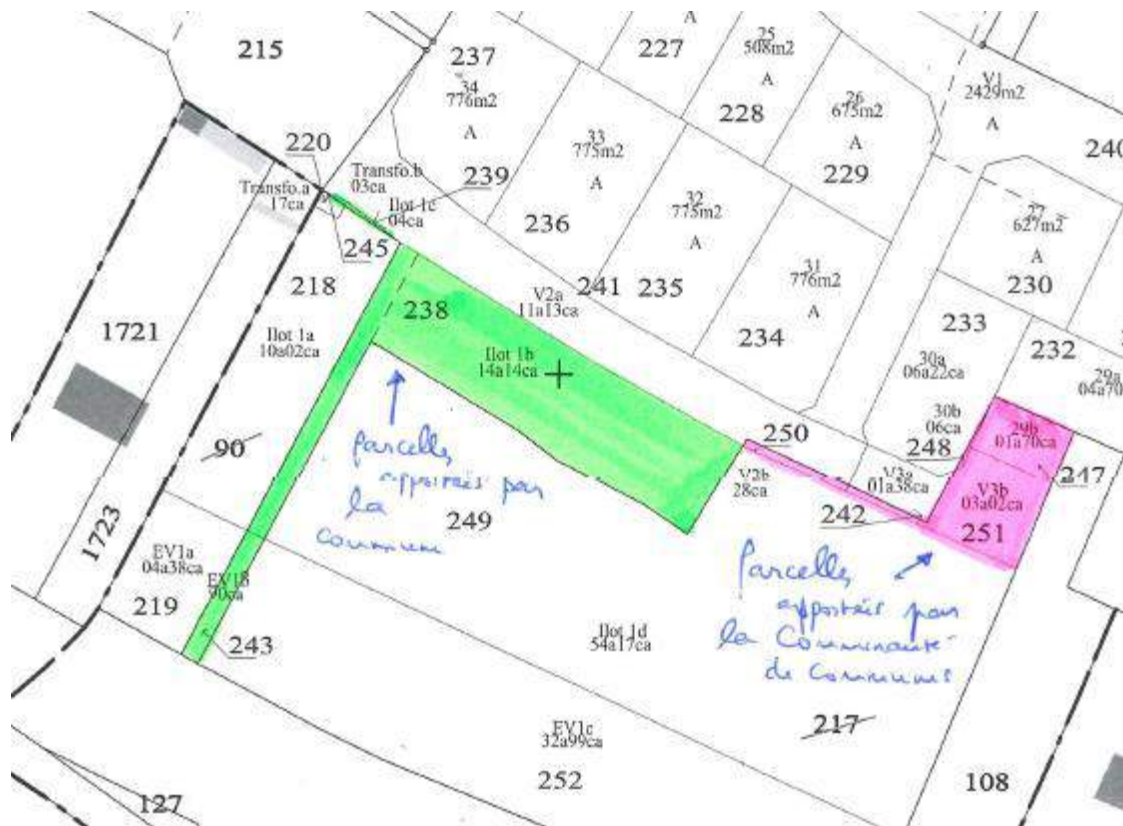 215
237
34
776m2
A
227
A
25
508m2
A
228
26
675m2
A
229
V1
2429m2
A
240
33
775m2
A
236
32
775m2
A
235
31
776m2
A
234
27
627m2
A
230
220
Transfo.a
17ca
Transfo.b
03ca
239
Ilot 1c
04ca
245
218
Ilot 1a
10a02ca
1721
238
241
V2a
11a13ca
Ilot 1b
14a14ca
233
232
30a
06a22ca
29a
04a70
30b
06ca
248
29b
01a70ca
247
250
V2b
28ca
V3a
01a38ca
242
V3b
03a02ca
251
90
parcelles
apportées par
la
commune
249
Parcelles
apportées par
la Communauté
de Communes
1723
EV1a
04a38ca
219
EV1b
90ca
243
Ilot 1d
54a17ca
217
EV1c
32a99ca
252
108
127